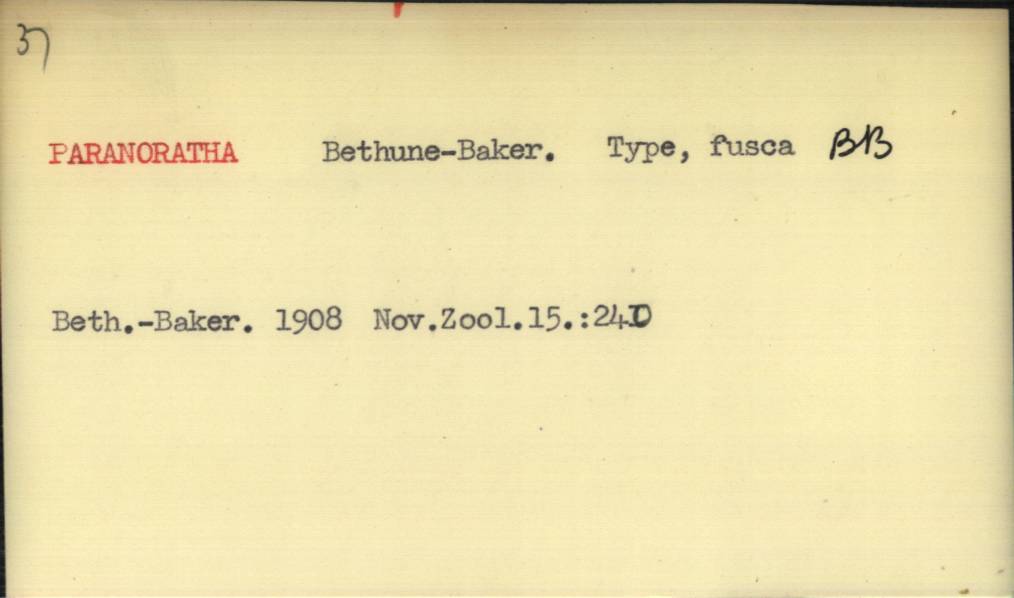 37
PARANORATHA Bethune-Baker. Type, fusca BB
Beth.-Baker. 1908 Nov.Zool.15.:240